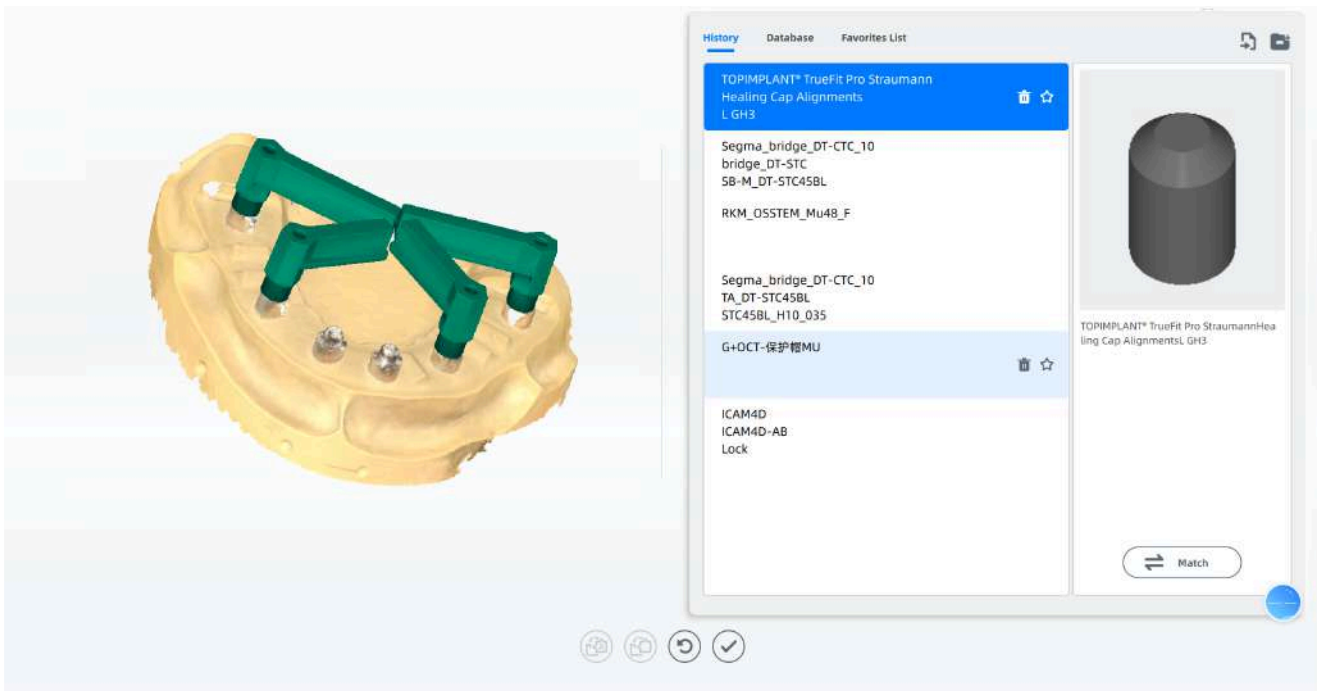 History
Database
Favorites List
TOPIMPLANT® TrueFit Pro Straumann
Healing Cap Alignments
L GH3
Segma_bridge_DT-CTC_10
bridge_DT-STC
SB-M_DT-STC45BL
RKM_OSSTEM_Mu48_F
Segma_bridge_DT-CTC_10
TA_DT-STC45BL
STC45BL_H10_035
G+OCT-保护帽MU
ICAM4D
ICAM4D-AB
Lock
TOPIMPLANT® TrueFit Pro StraumannHea
ling Cap AlignmentsL GH3
Match